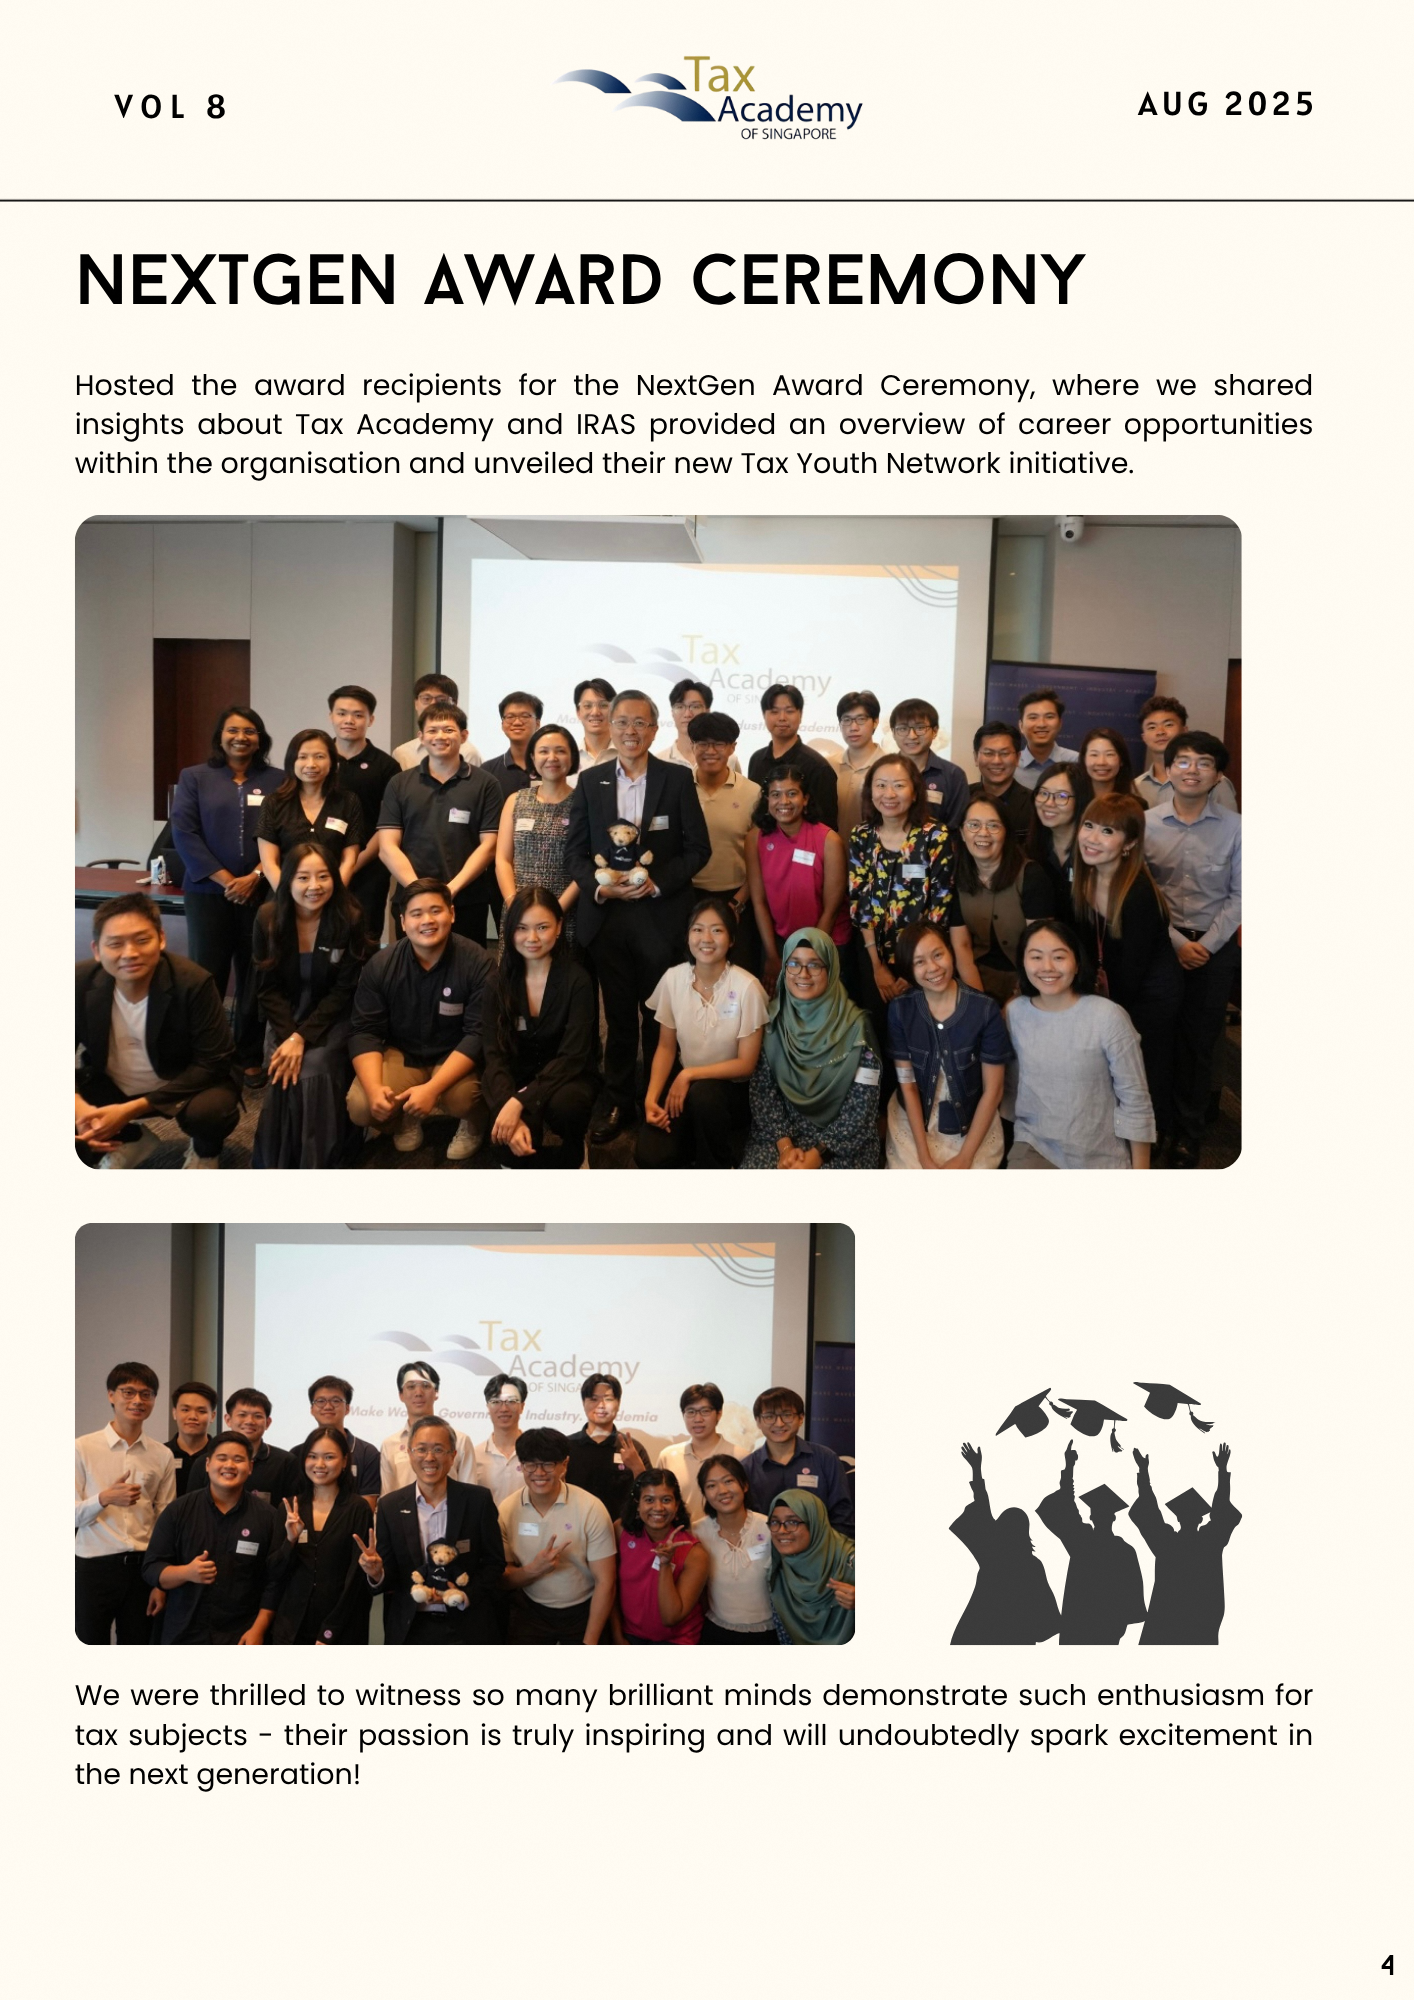 VOL 8
Tax
Academy
OF SINGAPORE
AUG 2025
NEXTGEN AWARD CEREMONY
Hosted the award recipients for the NextGen Award Ceremony, where we shared
insights about Tax Academy and IRAS provided an overview of career opportunities
within the organisation and unveiled their new Tax Youth Network initiative.
Tax
Academy
Tax
Academy
Make
Industry.
We were thrilled to witness so many brilliant minds demonstrate such enthusiasm for
tax subjects - their passion is truly inspiring and will undoubtedly spark excitement in
the next generation!
4